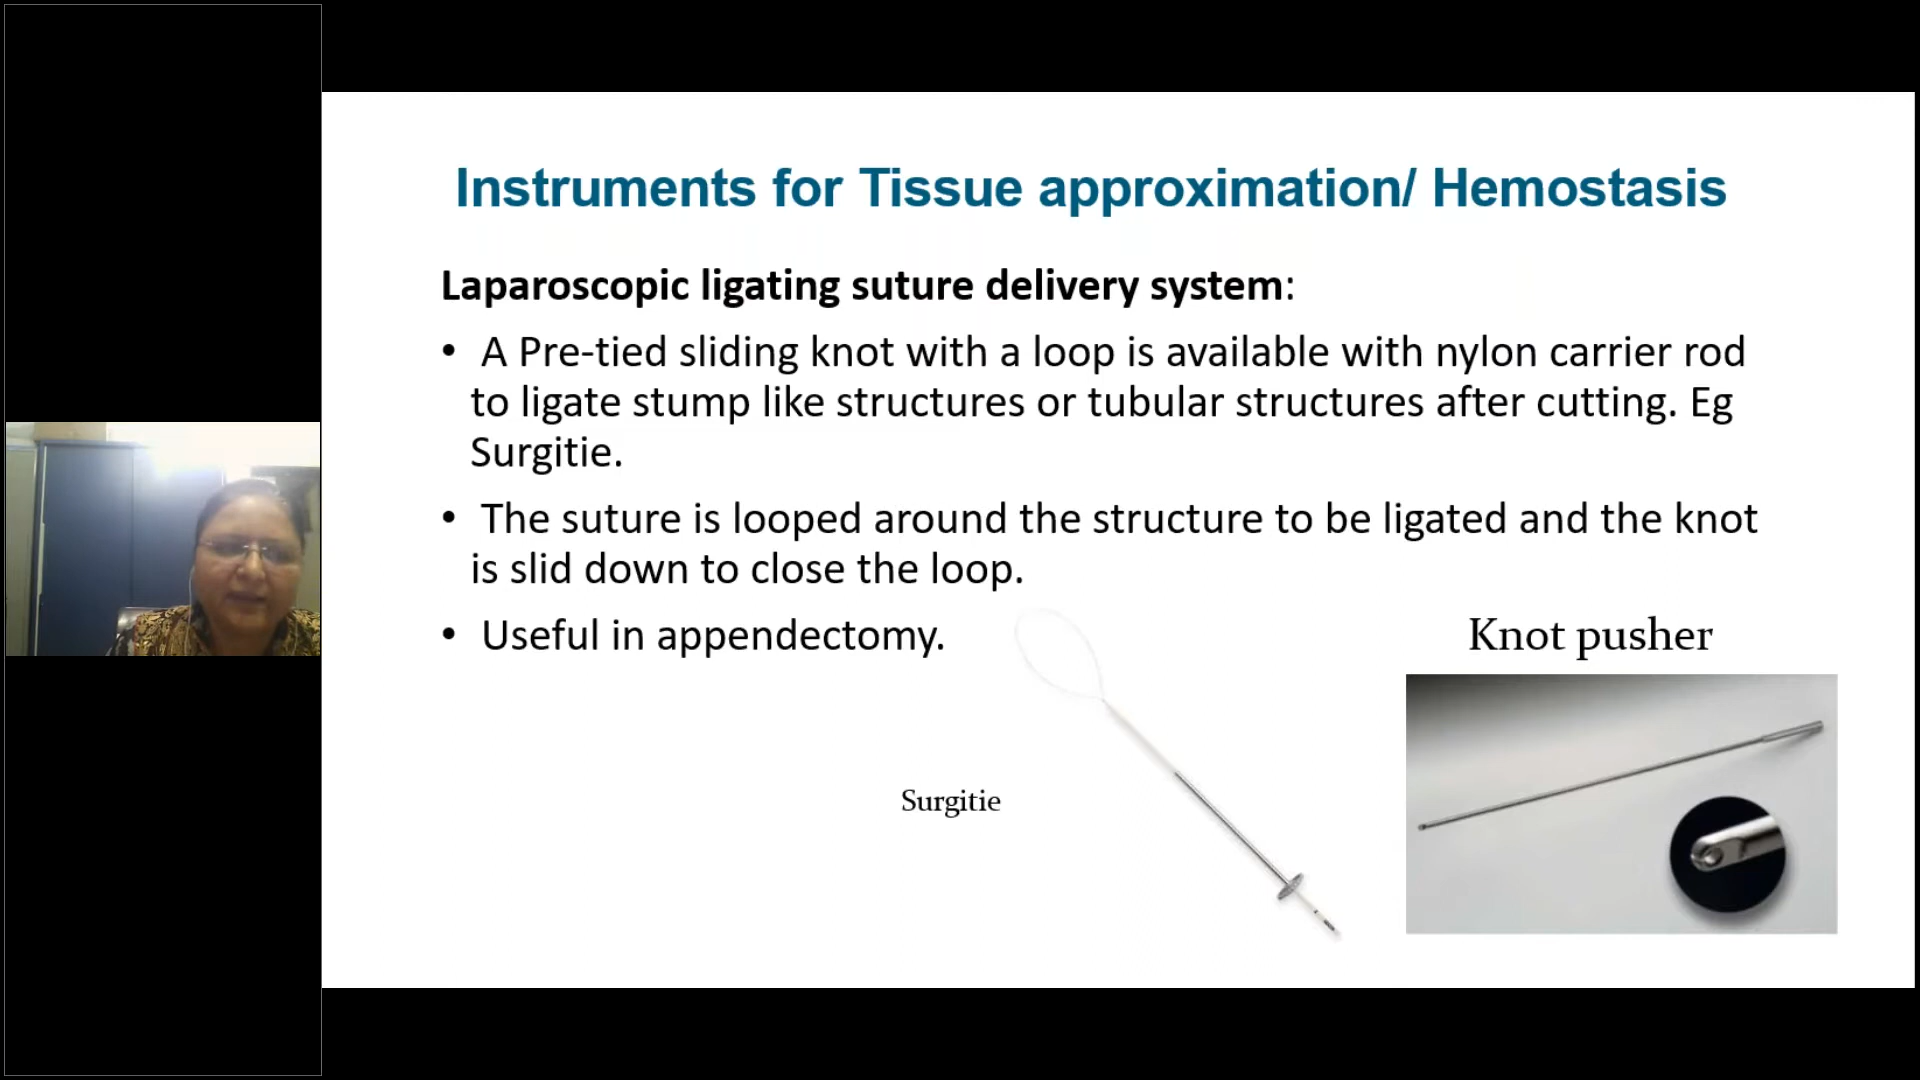 Instruments for Tissue approximation/ Hemostasis
Laparoscopic ligating suture delivery system:
• A Pre-tied sliding knot with a loop is available with nylon carrier rod
to ligate stump like structures or tubular structures after cutting. Eg
Surgitie.
• The suture is looped around the structure to be ligated and the knot
is slid down to close the loop.
• Useful in appendectomy.
Knot pusher
Surgitie